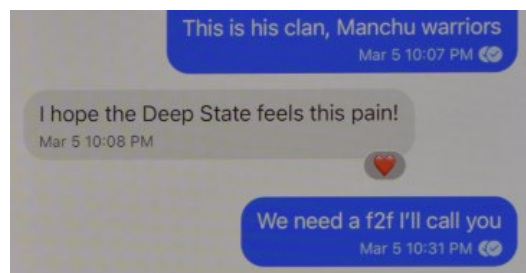 This is his clan, Manchu warriors
Mar 5 10:07 PM
I hope the Deep State feels this pain!
Mar 5 10:08 PM
We need a f2f I'll call you
Mar 5 10:31 PM